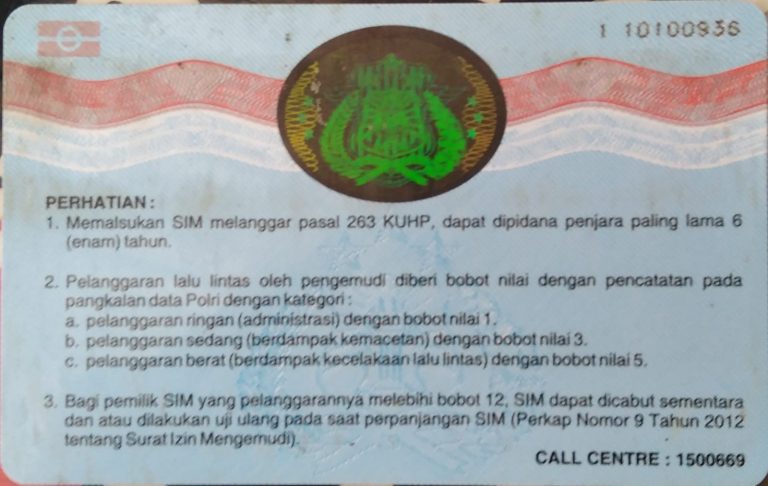 1 10100936
PERHATIAN :
1. Memalsukan SIM melanggar pasal 263 KUHP, dapat dipidana penjara paling lama 6
(enam) tahun.
2. Pelanggaran lalu lintas oleh pengemudi diberi bobot nilai dengan pencatatan pada
pangkalan data Polri dengan kategori :
a. pelanggaran ringan (administrasi) dengan bobot nilai 1.
b. pelanggaran sedang (berdampak kemacetan) dengan bobot nilai 3.
c. pelanggaran berat (berdampak kecelakaan lalu lintas) dengan bobot nilai 5.
3. Bagi pemilik SIM yang pelanggarannya melebihi bobot 12, SIM dapat dicabut sementara
dan atau dilakukan uji ulang pada saat perpanjangan SIM (Perkap Nomor 9 Tahun 2012
tentang Surat Izin Mengemudi).
CALL CENTRE : 1500669